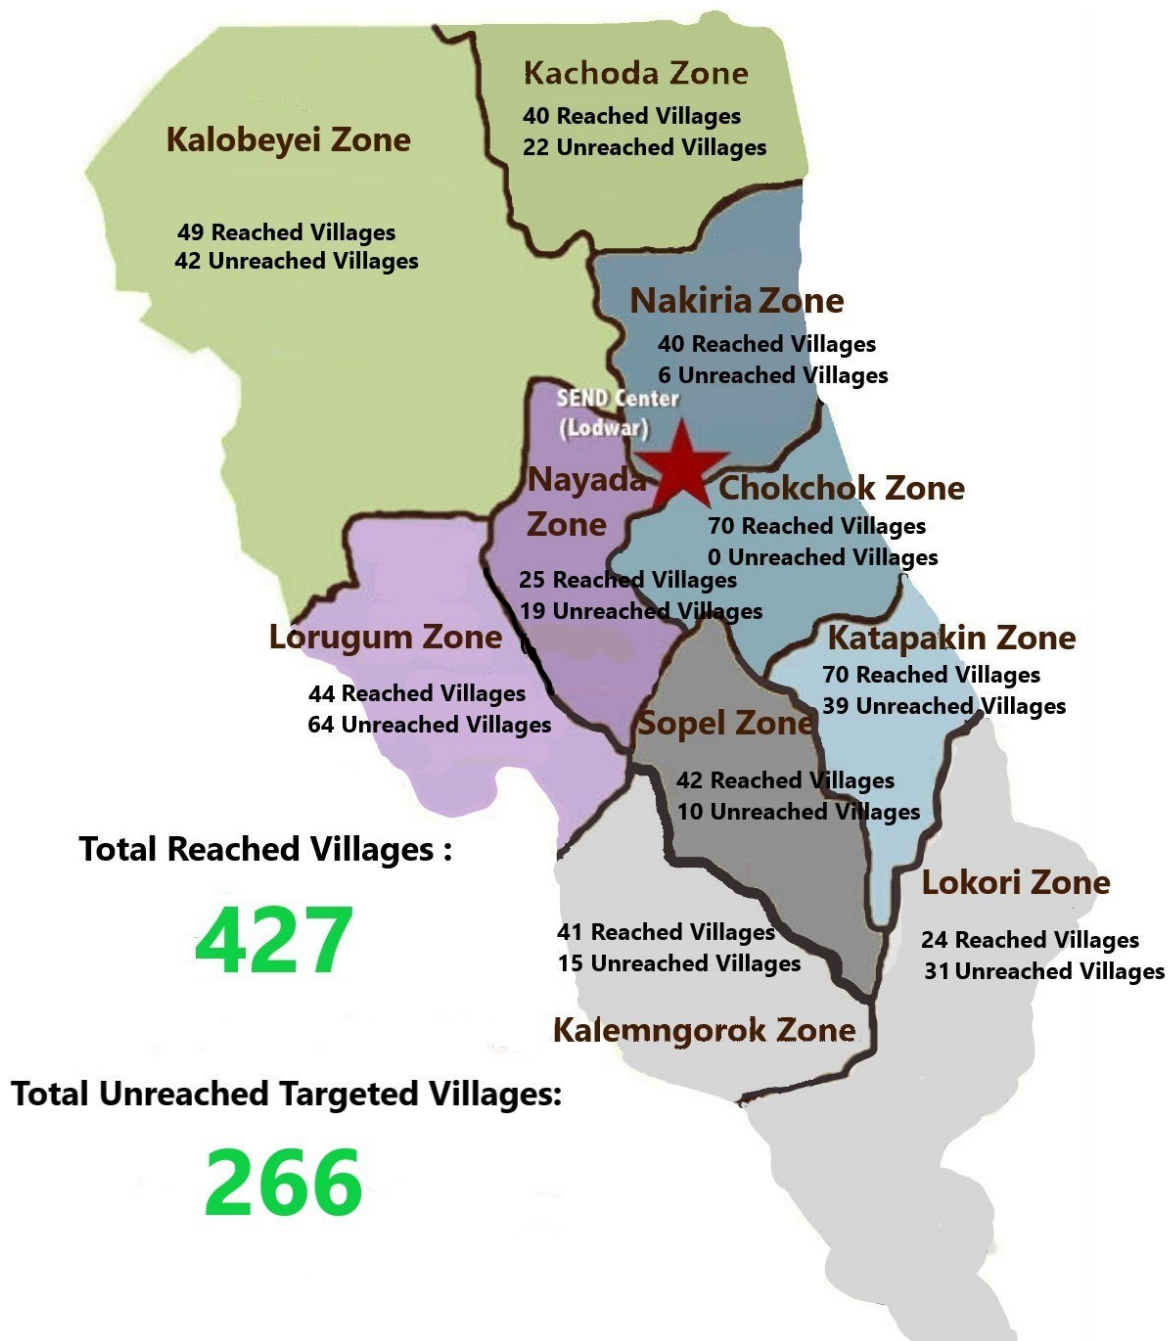 Kachoda Zone
40 Reached Villages
22 Unreached Villages
Kalobeyei Zone
49 Reached Villages
42 Unreached Villages
Nakiria Zone
40 Reached Villages
6 Unreached Villages
SEND Center
(Lodwar)
Nayada
Zone
25 Reached Villages
19 Unreached Villages
Chokchok Zone
70 Reached Villages
0 Unreached Villages
Lorugum Zone
44 Reached Villages
64 Unreached Villages
Katapakin Zone
70 Reached Villages
39 Unreached Villages
Sopel Zone
42 Reached Villages
10 Unreached Villages
Total Reached Villages :
427
Lokori Zone
24 Reached Villages
31 Unreached Villages
41 Reached Villages
15 Unreached Villages
Kalemngorok Zone
Total Unreached Targeted Villages:
266